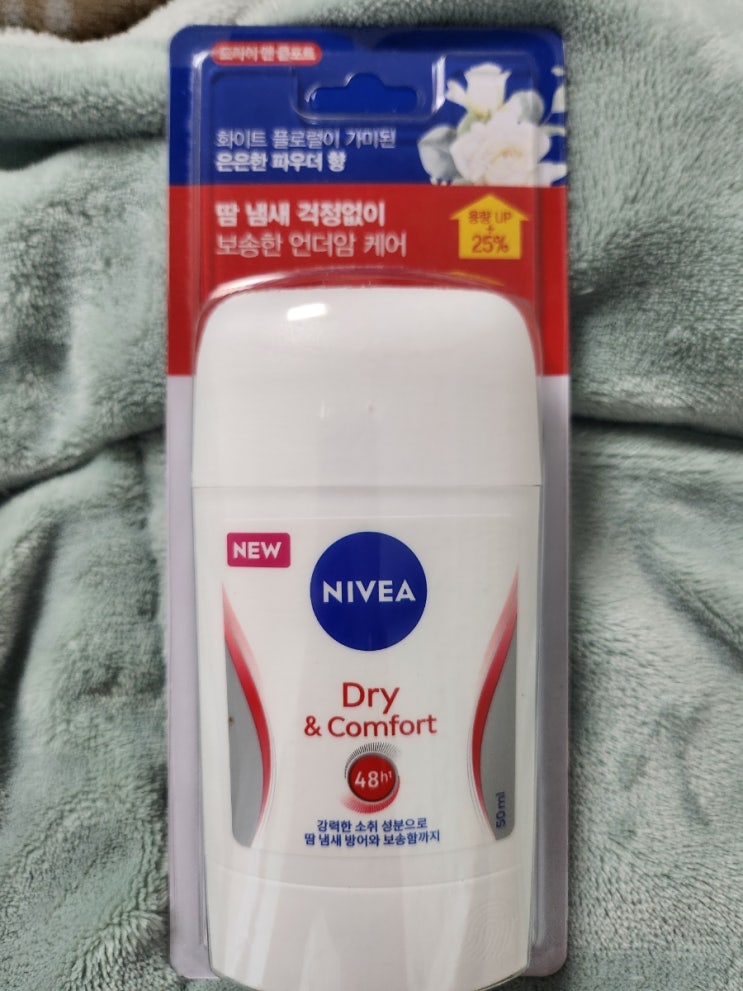 드라이 앤 컴포트
화이트 플로럴이 가미된
은은한 파우더 향
땀 냄새 걱정없이
보송한 언더암 케어
용량 UP
+
25%
NEW
NIVEA
Dry
& Comfort
48hr
강력한 소취 성분으로
땀 냄새 방어와 보송함까지
50 ml